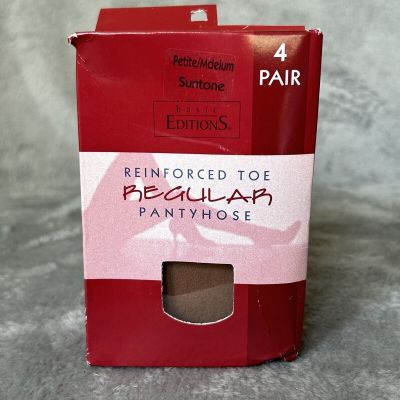 Petite/Mdeium
Suntone
4
PAIR
basic
EDITIONS®
REINFORCED TOE
REGULAR
PANTYHOSE